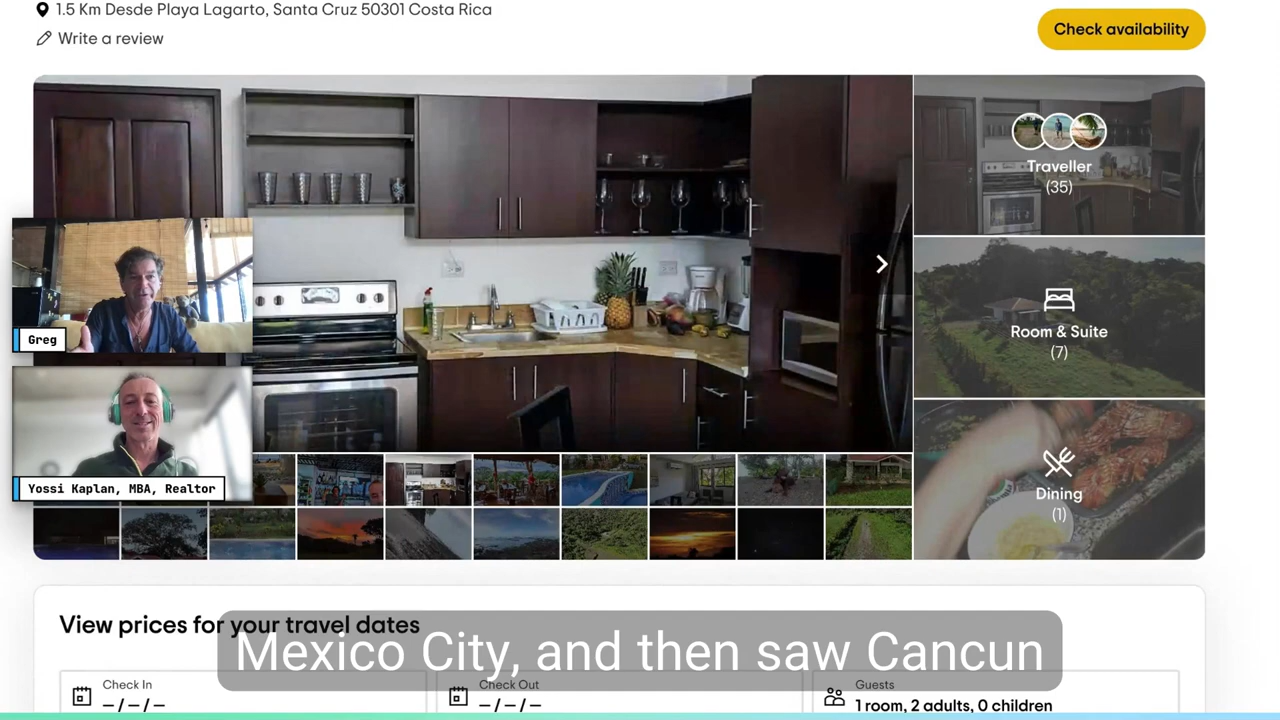 1.5 Km Desde Playa Lagarto, Santa Cruz 50301 Costa Rica
Write a review
Check availability
Traveller
(35)
Room & Suite
(7)
Dining
(1)
Greg
Yossi Kaplan, MBA, Realtor
View prices for your travel dates
Mexico City, and then saw Cancun
Check In
– / – / –
Check Out
– / – / –
Guests
1 room, 2 adults, 0 children